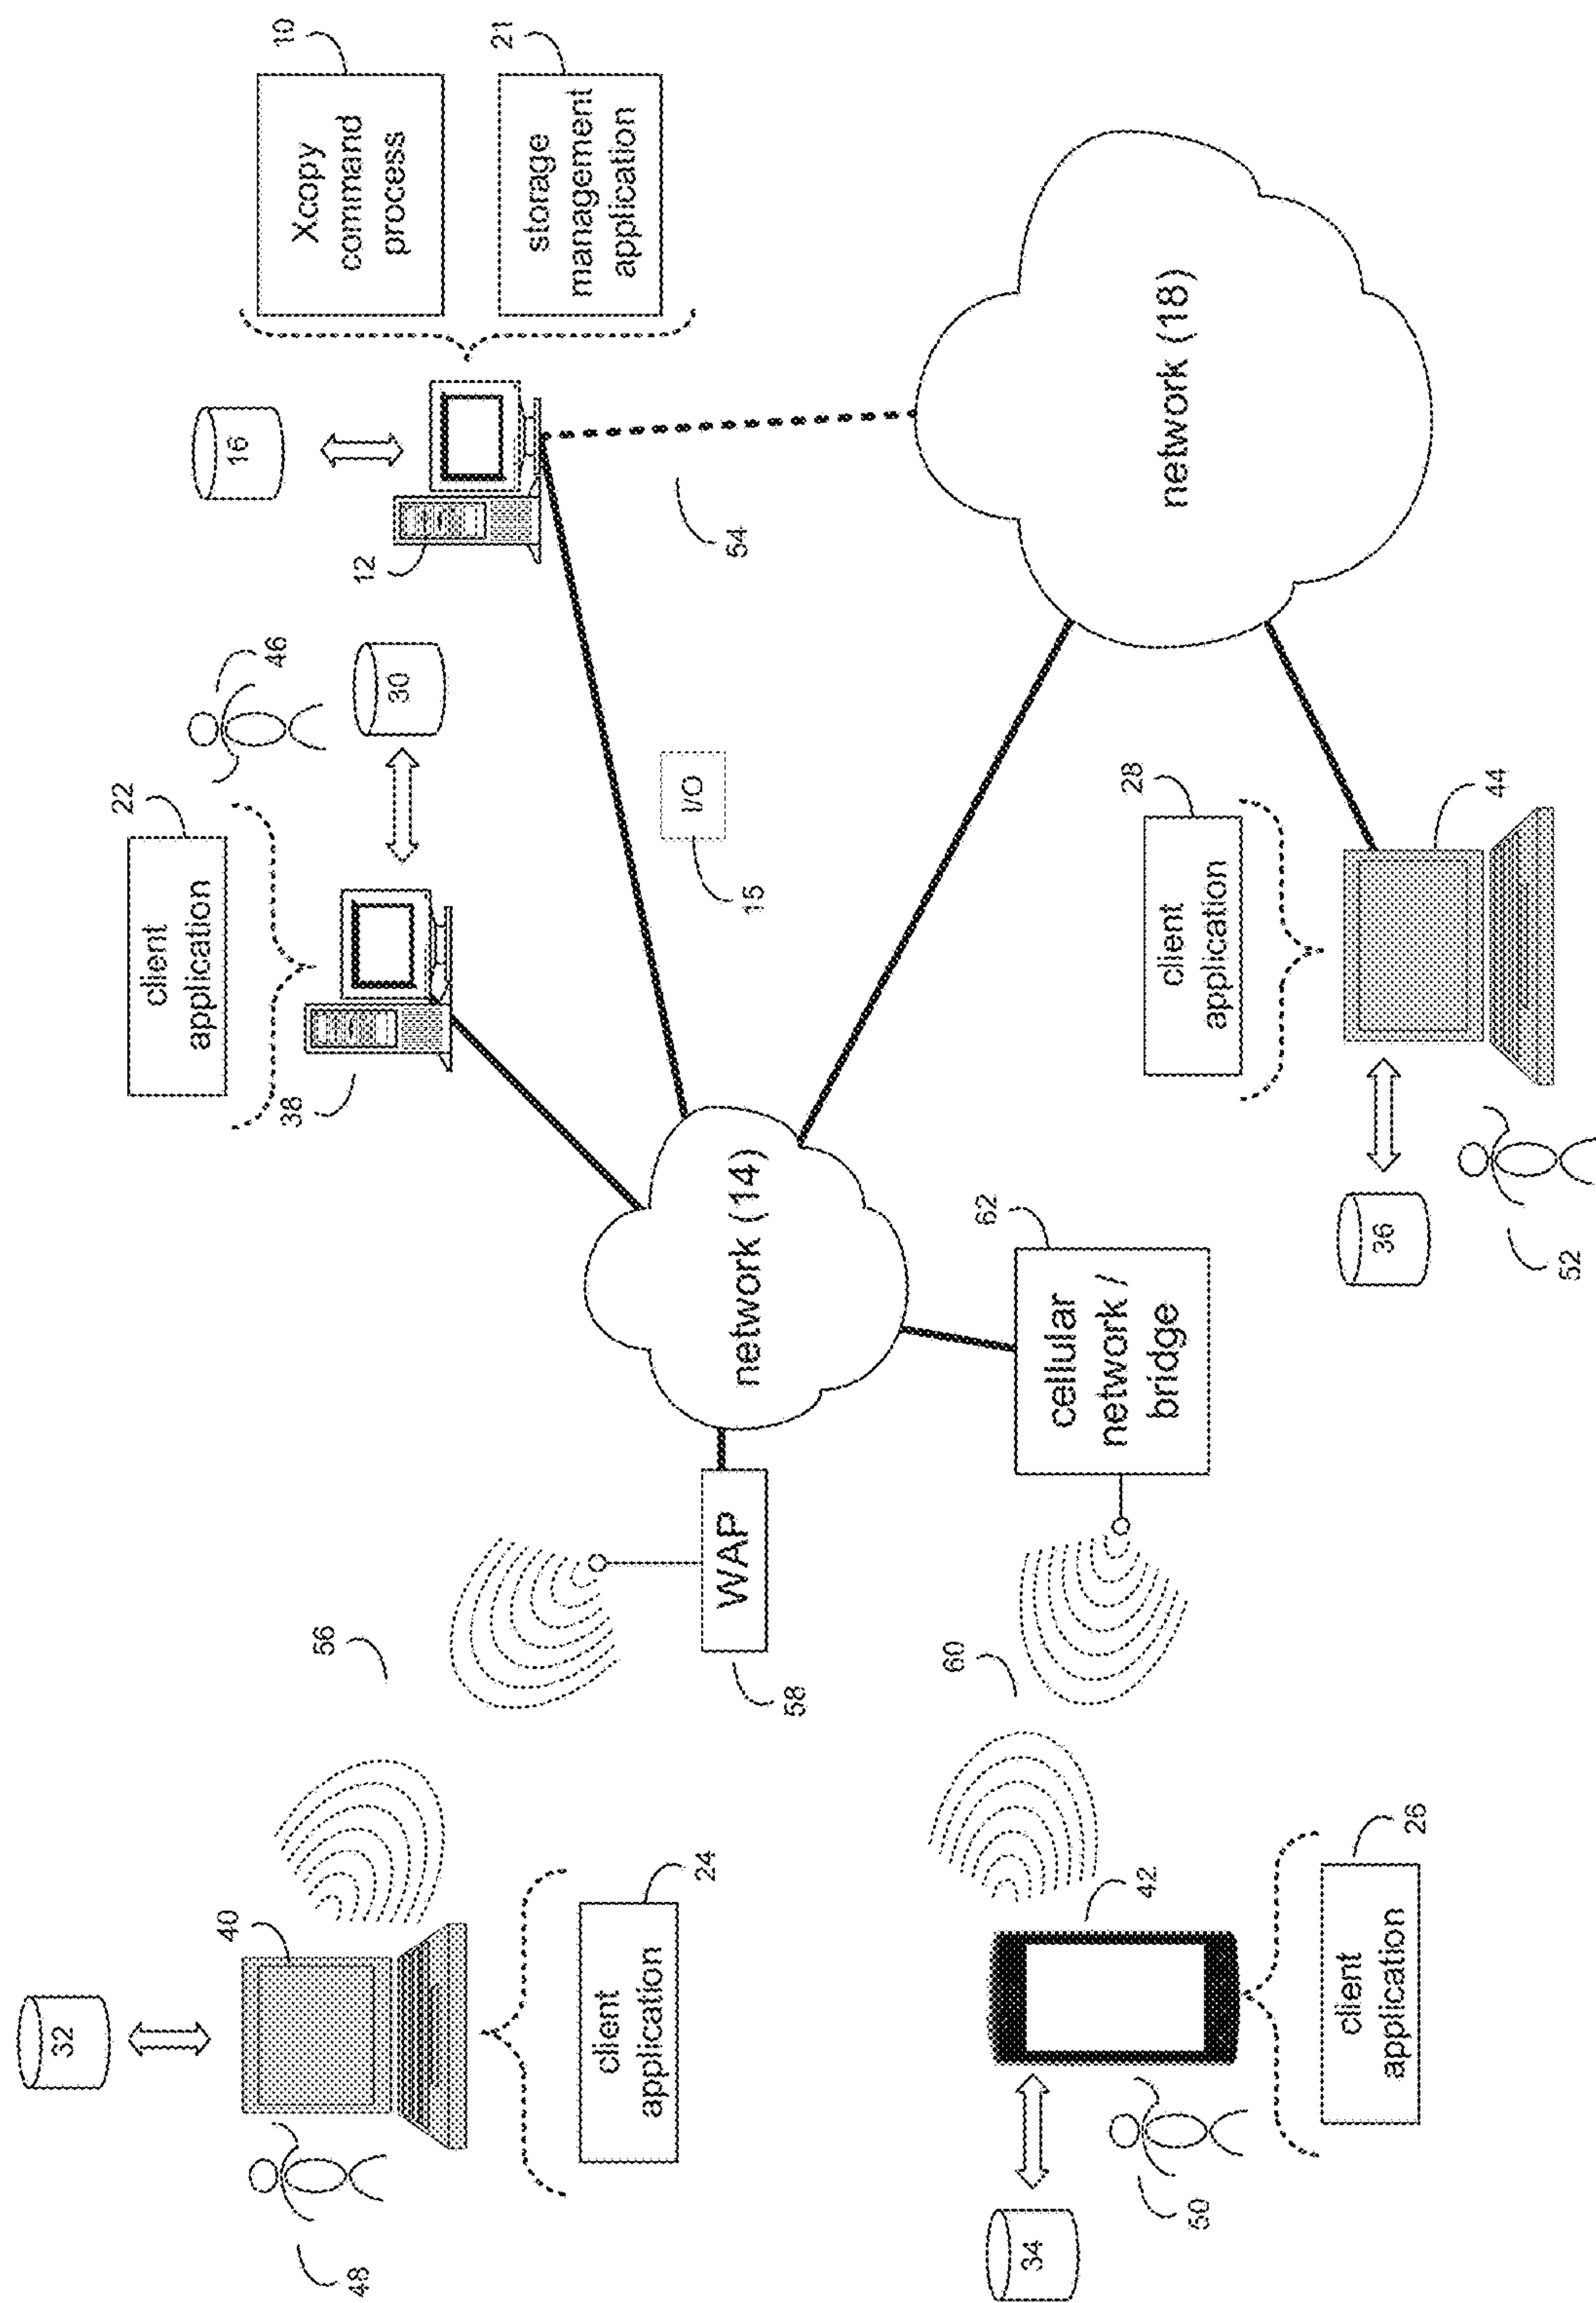 32
40
48
client
application
24
56
WAP
58
34
50
42
client
application
26
60
cellular
network /
bridge
62
network (14)
client
application
22
38
46
30
I/O
15
16
12
54
Xcopy
command
process
10
storage
management
application
21
network (18)
client
application
28
44
36
52